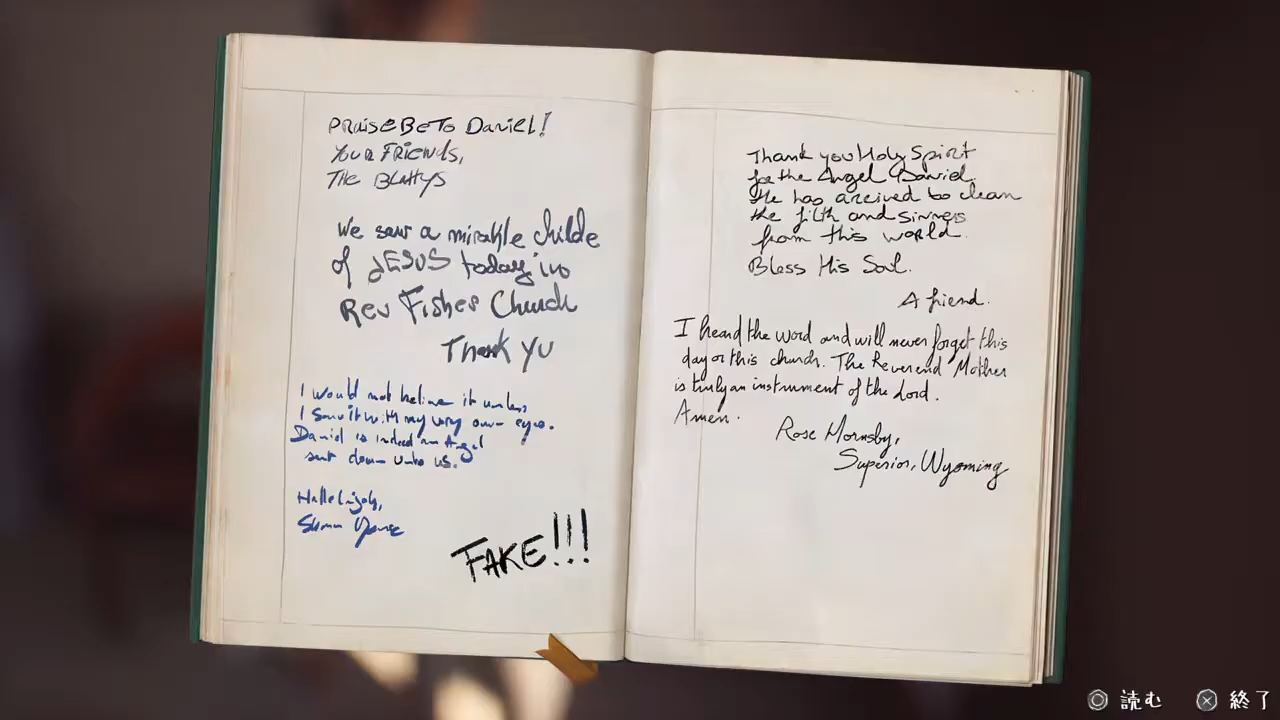 Praise Be To Daniel!
Your Friends,
The Blattys
We saw a mirakle childe
of JESUS today in
Rev Fisher Church
Thank yu
I would not believe it unless
I saw it with my very own eyes.
Daniel is indeed an Angel
sent down unto us.
Hallelujah,
FAKE!!!
Thank you Holy Spirit
for the Angel Daniel.
He has arrived to clean
the filth and sinners
from this world.
Bless His Soul.
A friend.
I heard the word and will never forget this
day or this church. The Reverend Mother
is truly an instrument of the Lord.
Amen.
Rose Mornsby,
Superior, Wyoming
読む
終了